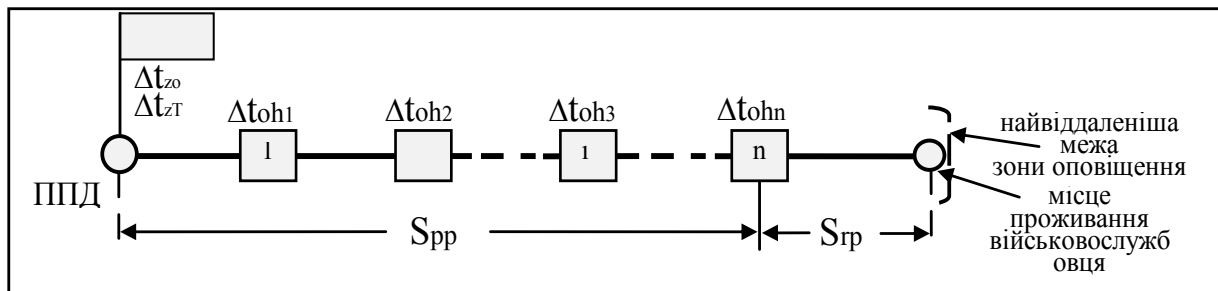 Δtzo
ΔtzT
Δtoh1
Δtoh2
Δtoh3
Δtohn
1
ı
n
ППД
Spp
Srp
найвіддаленіша
межа
зони оповіщення
місце
проживання
військовослужб
овця